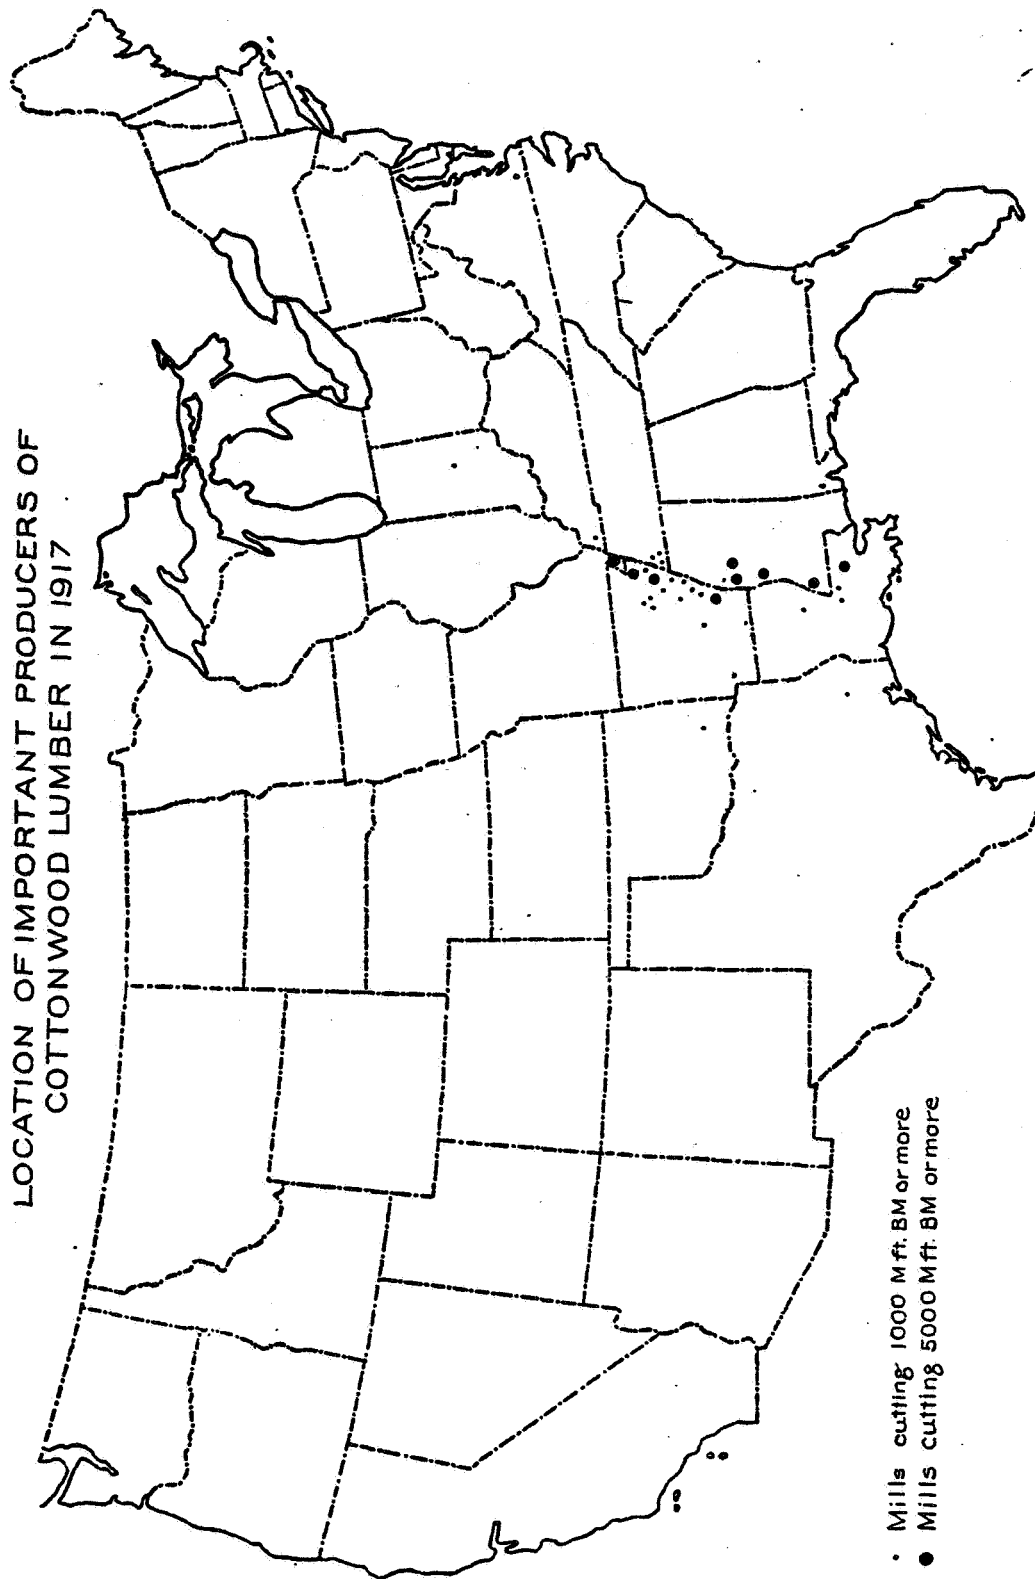 LOCATION OF IMPORTANT PRODUCERS OF
COTTONWOOD LUMBER IN 1917
· Mills cutting 1000 M ft. BM or more
● Mills cutting 5000 M ft. BM or more